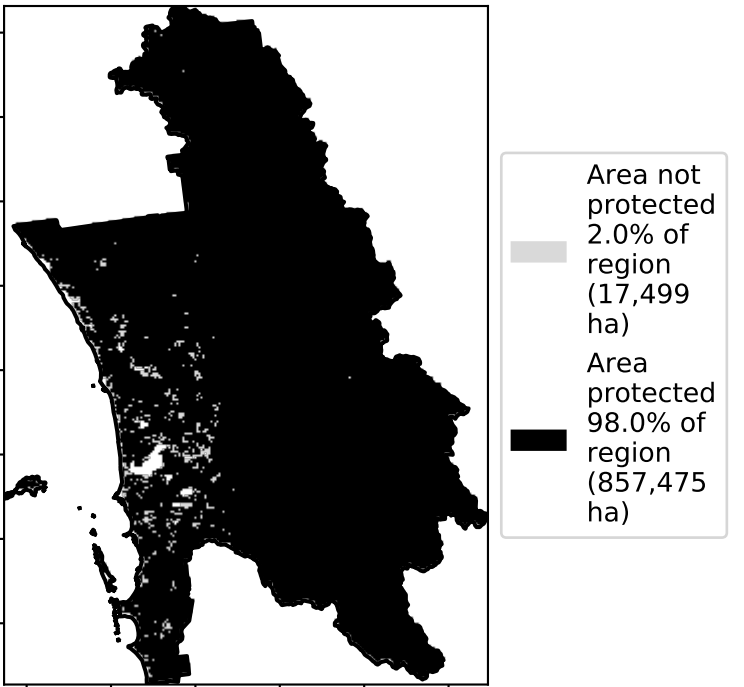 Area not
protected
2.0% of
region
(17,499
ha)
Area
protected
98.0% of
region
(857,475
ha)